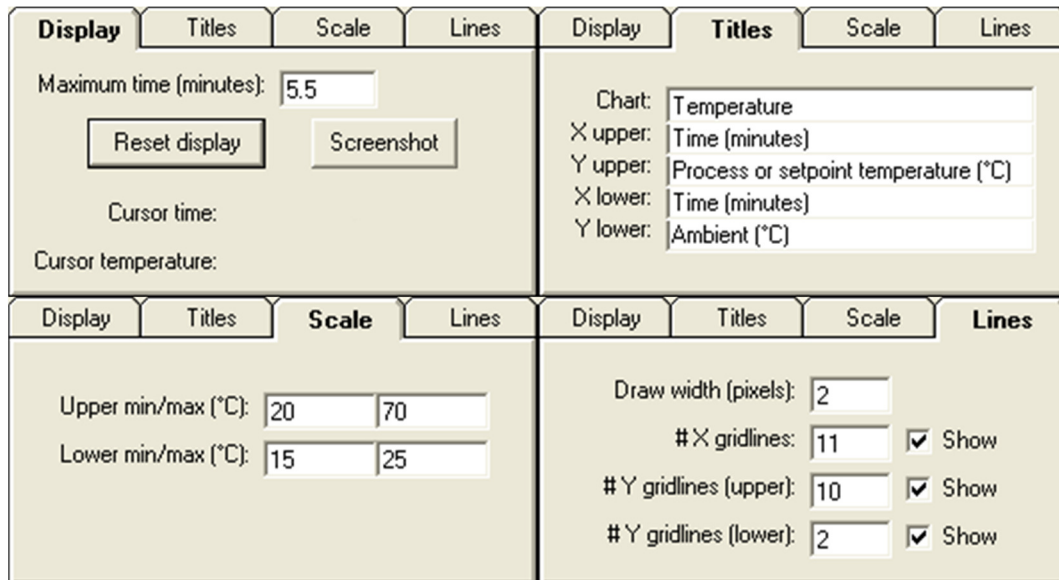 Display Titles Scale Lines
Maximum time (minutes): 5.5
Reset display Screenshot
Cursor time:
Cursor temperature:
Display Titles Scale Lines
Chart: Temperature
X upper: Time (minutes)
Y upper: Process or setpoint temperature (°C)
X lower: Time (minutes)
Y lower: Ambient (°C)
Display Titles Scale Lines
Upper min/max (°C): 20 70
Lower min/max (°C): 15 25
Display Titles Scale Lines
Draw width (pixels): 2
# X gridlines: 11 Show
# Y gridlines (upper): 10 Show
# Y gridlines (lower): 2 Show